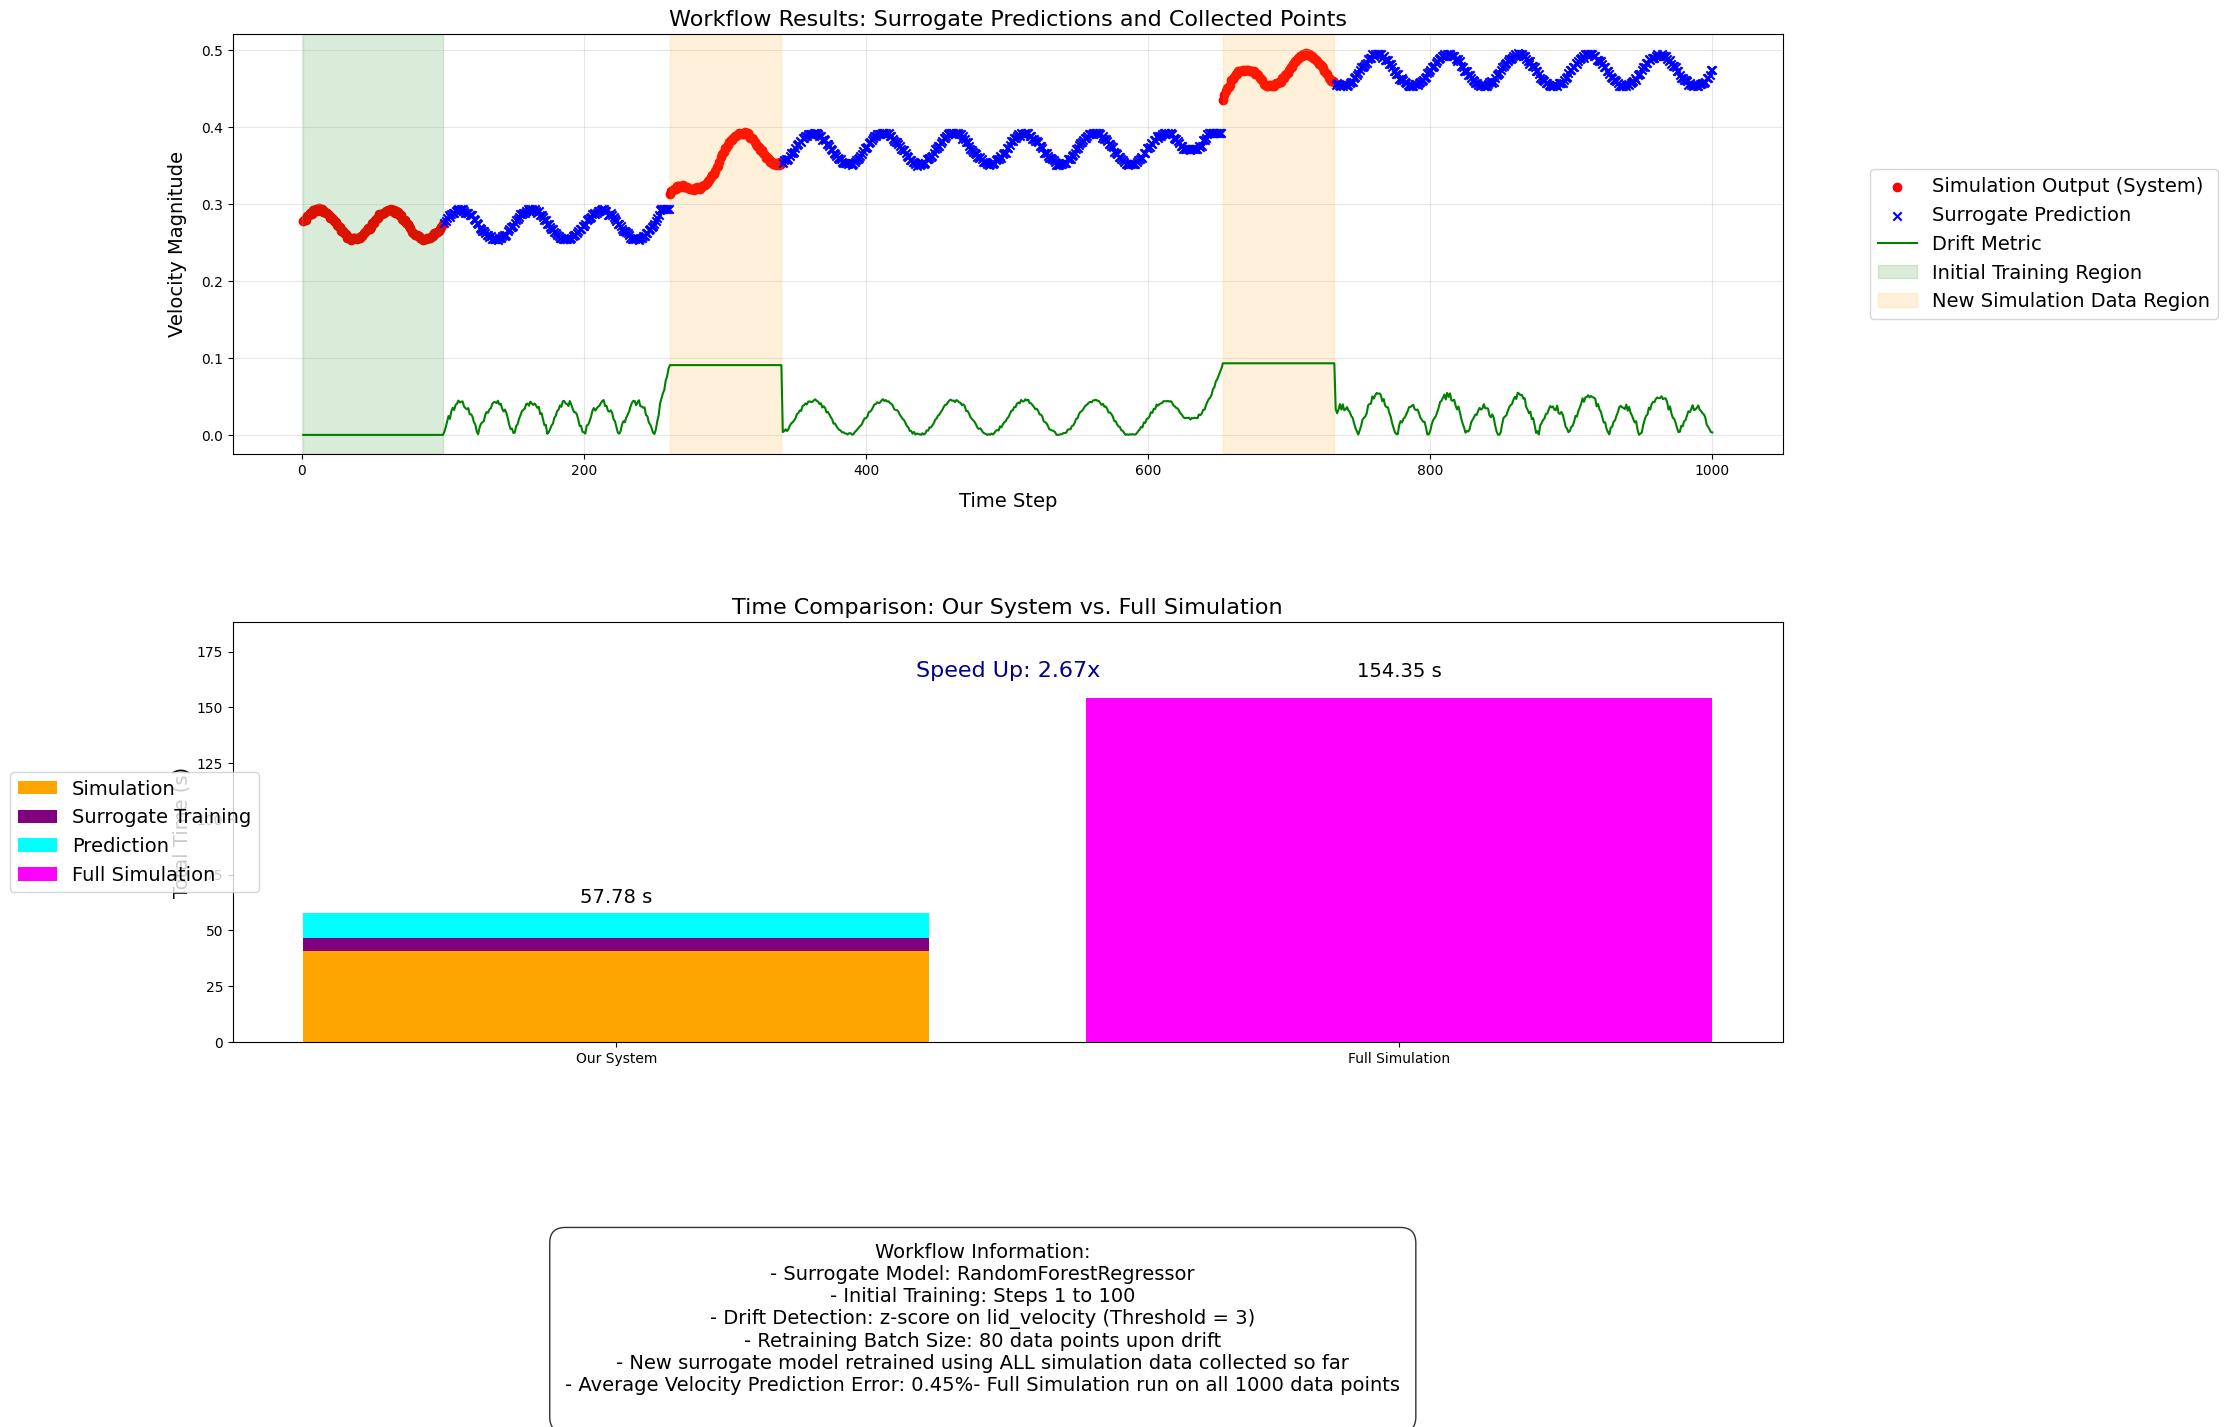 Workflow Results: Surrogate Predictions and Collected Points
0.5
0.4
0.3
0.2
0.1
0.0
Velocity Magnitude
0
200
400
600
800
1000
Time Step
Simulation Output (System)
Surrogate Prediction
Drift Metric
Initial Training Region
New Simulation Data Region
Time Comparison: Our System vs. Full Simulation
175
150
125
50
25
0
Total Time (s)
Speed Up: 2.67x
154.35 s
57.78 s
Simulation
Surrogate Training
Prediction
Full Simulation
Our System
Full Simulation
Workflow Information:
- Surrogate Model: RandomForestRegressor
- Initial Training: Steps 1 to 100
- Drift Detection: z-score on lid_velocity (Threshold = 3)
- Retraining Batch Size: 80 data points upon drift
- New surrogate model retrained using ALL simulation data collected so far
- Average Velocity Prediction Error: 0.45%- Full Simulation run on all 1000 data points